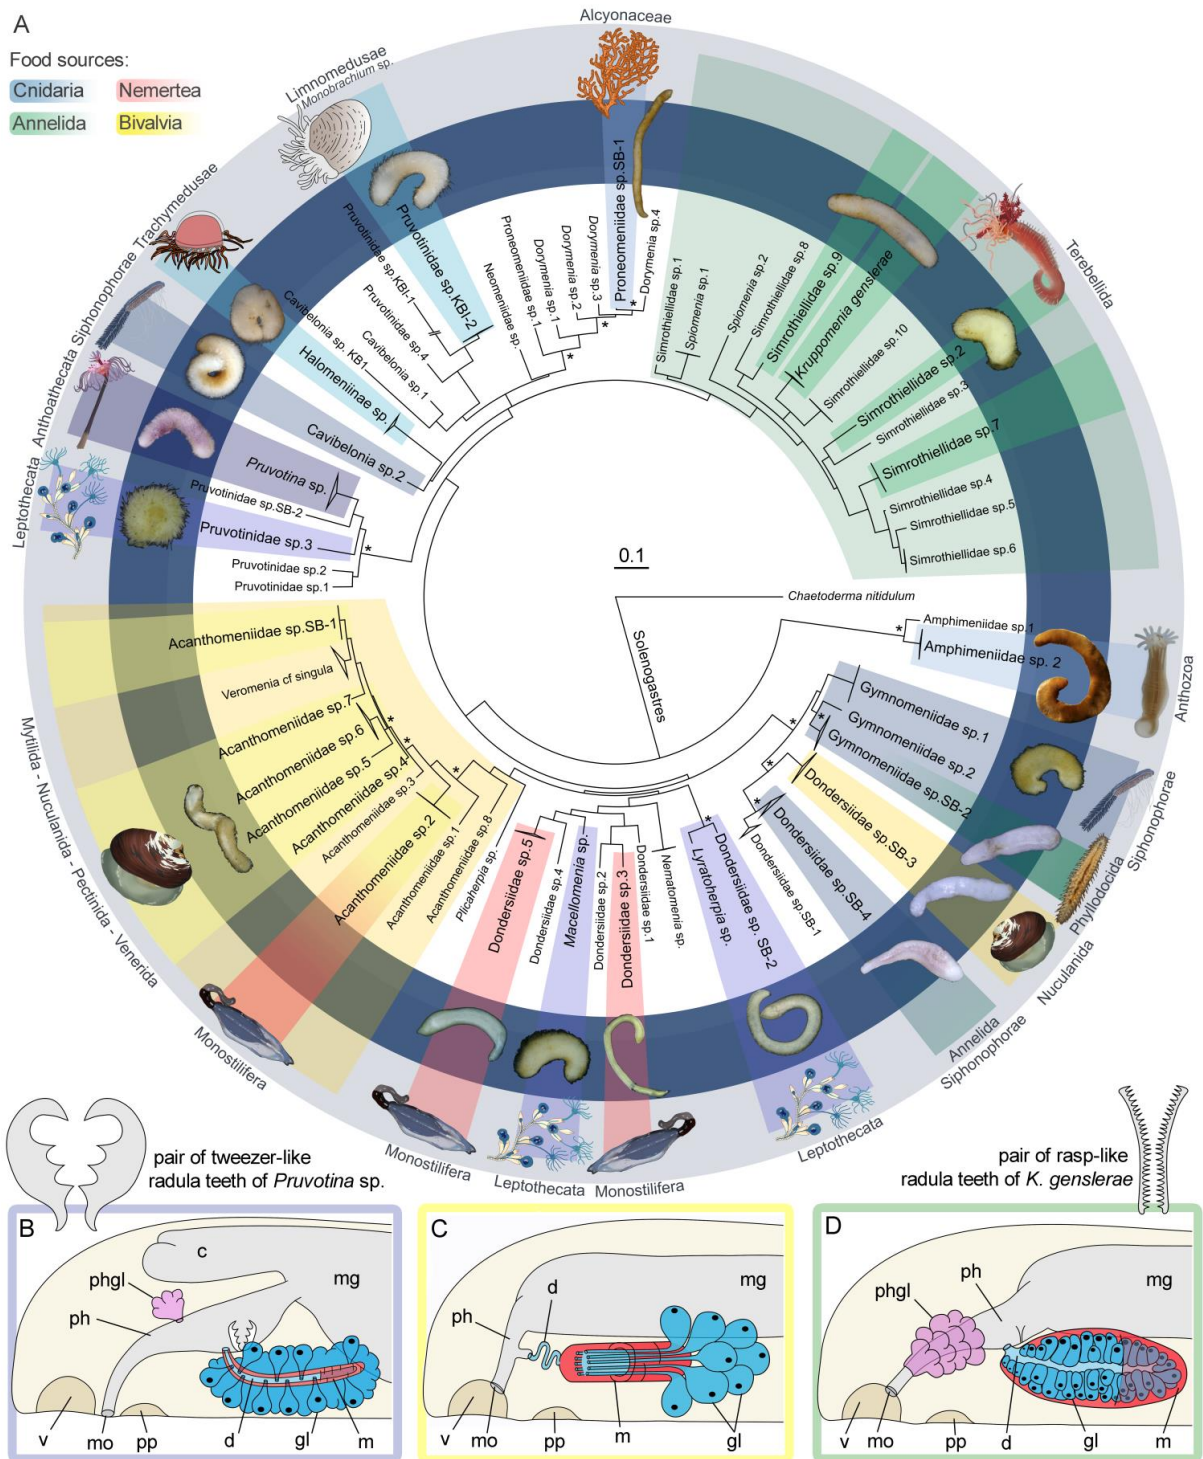 A
Food sources:
Cnidaria
Nemertea
Annelida
Bivalvia
Alcyonaceae
Limnomedusae
Monobrachium sp.
Trachymedusae
Siphonophorae
Anthoathecata
Leptothecata
Terebellida
Anthozoa
Siphonophorae
Phyllodocida
Nuculanida
Annelida
Siphonophorae
Leptothecata
Monostilifera
Leptothecata
Monostilifera
Monostilifera
Mytilida - Nuculanida - Pectinida - Venerida
Pruvotinidae sp.1
Pruvotinidae sp.2
Pruvotinidae sp.3
Pruvotinidae sp.SB-2
Pruvotina sp.
Cavibelonia sp.2
Halomeniinae sp.
Cavibelonia sp. KB1
Cavibelonia sp.1
Pruvotinidae sp.4
Pruvotinidae sp.KBI-1
Pruvotinidae sp.KBI-2
Neomeniidae sp.
Proneomeniidae sp.1
Dorymenia sp.1
Dorymenia sp.2
Dorymenia sp.3
Proneomeniidae sp.SB-1
Dorymenia sp.4
*
*
Simrothiellidae sp.1
Spiomenia sp.1
Spiomenia sp.2
Simrothiellidae sp.8
Simrothiellidae sp.9
Kruppomenia genslerae
Simrothiellidae sp.10
Simrothiellidae sp.2
Simrothiellidae sp.3
Simrothiellidae sp.7
Simrothiellidae sp.4
Simrothiellidae sp.5
Simrothiellidae sp.6
*
0.1
Chaetoderma nitidulum
Solenogastres
Amphimeniidae sp.1
Amphimeniidae sp. 2
*
Gymnomeniidae sp.1
Gymnomeniidae sp.2
Gymnomeniidae sp.SB-2
*
*
Dondersiidae sp.SB-3
Dondersiidae sp.SB-4
Dondersiidae sp.SB-1
*
*
Dondersiidae sp. SB-2
Lyratoherpia sp.
*
Nematomenia sp.
Dondersiidae sp.1
Dondersiidae sp.3
Dondersiidae sp.2
Macellomenia sp.
Dondersiidae sp.4
Dondersiidae sp.5
Plicaherpia sp.
Acanthomeniidae sp.8
Acanthomeniidae sp.1
Acanthomeniidae sp.2
Acanthomeniidae sp.3
Acanthomeniidae sp.4
Acanthomeniidae sp.5
Acanthomeniidae sp.6
Acanthomeniidae sp.7
Veromenia cf singula
Acanthomeniidae sp.SB-1
*
*
*
pair of tweezer-like
radula teeth of Pruvotina sp.
pair of rasp-like
radula teeth of K. genslerae
B
c
mg
phgl
ph
v
mo
pp
d
gl
m
C
mg
ph
d
v
mo
pp
m
gl
D
ph
mg
phgl
v
mo
pp
d
gl
m